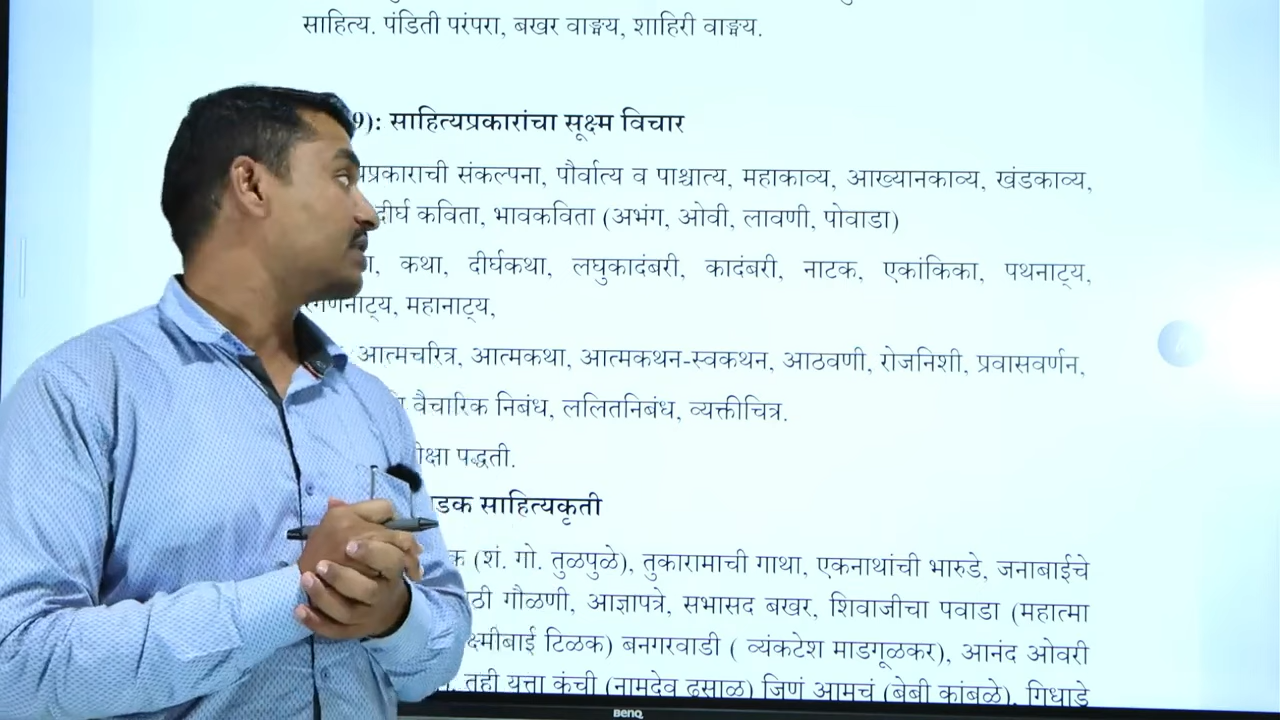 साहित्य. पंडिती परंपरा, बखर वाङ्मय, शाहिरी वाङ्मय.
9): साहित्यप्रकारांचा सूक्ष्म विचार
प्रकाराची संकल्पना, पौर्वात्य व पाश्चात्य, महाकाव्य, आख्यानकाव्य, खंडकाव्य,
दीर्घ कविता, भावकविता (अभंग, ओवी, लावणी, पोवाडा)
कथा, दीर्घकथा, लघुकादंबरी, कादंबरी, नाटक, एकांकिका, पथनाट्य,
महानाट्य,
आत्मचरित्र, आत्मकथा, आत्मकथन-स्वकथन, आठवणी, रोजनिशी, प्रवासवर्णन,
वैचारिक निबंध, ललितनिबंध, व्यक्तीचित्र.
पद्धती.
साहित्यकृती
(शं. गो. तुळपुळे), तुकारामाची गाथा, एकनाथांची भारुडे, जनाबाईचे
गौळणी, आज्ञापत्रे, सभासद बखर, शिवाजीचा पवाडा (महात्मा
टिळक) बनगरवाडी ( व्यंकटेश माडगूळकर), आनंद ओवरी
तही यत्ता कंची (नामदेव ढसाळ) जिणं आमचं (बेबी कांबळे), गिधाडे
BenQ